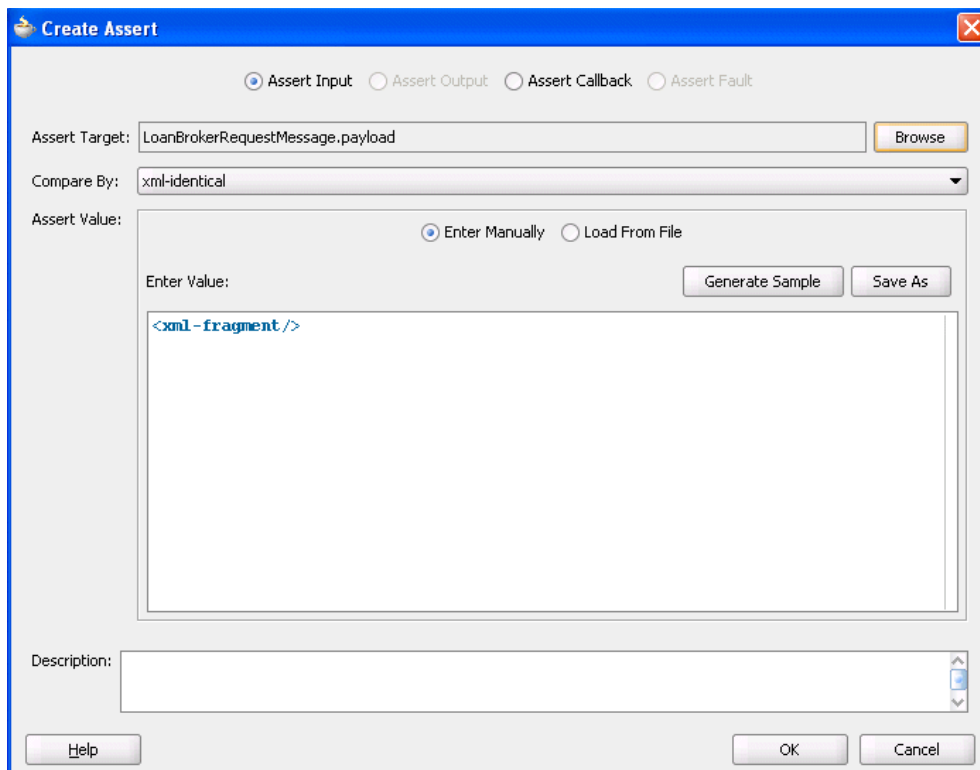 Create Assert
Assert Input Assert Output Assert Callback Assert Fault
Assert Target: LoanBrokerRequestMessage.payload Browse
Compare By: xml-identical
Assert Value:
Enter Manually Load From File
Enter Value: Generate Sample Save As
<xml-fragment/>
Description:
Help OK Cancel